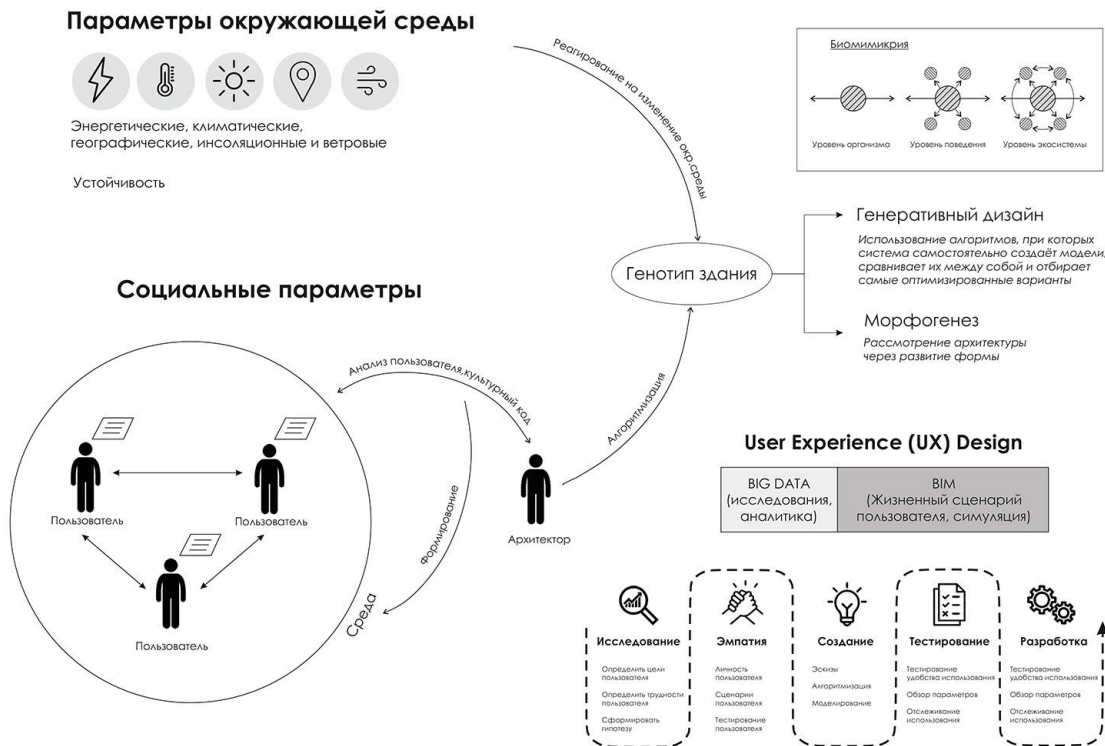 Параметры окружающей среды
Энергетические, климатические,
географические, инсоляционные и ветровые
Устойчивость
Реагирование на изменение окр.среды
Биомимикрия
Уровень организма
Уровень поведения
Уровень экосистемы
Генотип здания
Генеративный дизайн
Использование алгоритмов, при которых
система самостоятельно создаёт модели,
сравнивает их между собой и отбирает
самые оптимизированные варианты
Морфогенез
Рассмотрение архитектуры
через развитие формы
Социальные параметры
Анализ пользователя,культурный код
Формирование
Алгоритмизация
Пользователь
Пользователь
Пользователь
Среда
Архитектор
User Experience (UX) Design
BIG DATA
(исследования,
аналитика)
BIM
(Жизненный сценарий
пользователя, симуляция)
Исследование
Определить цели
пользователя
Определить трудности
пользователя
Сформировать
гипотезу
Эмпатия
Личность
пользователя
Сценарии
пользователя
Тестирование
пользователя
Создание
Эскизы
Алгоритмизация
Моделирование
Тестирование
Тестирование
удобства использования
Обзор параметров
Отслеживание
использования
Разработка
Тестирование
удобства использования
Обзор параметров
Отслеживание
использования